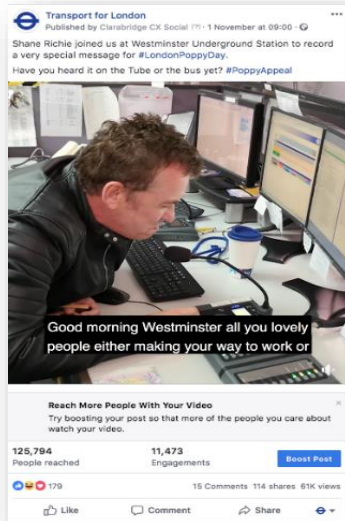 Transport for London
Published by Clarabridge CX Social [?] · 1 November at 09:00 ·
Shane Richie joined us at Westminster Underground Station to record
a very special message for #LondonPoppyDay.
Have you heard it on the Tube or the bus yet? #PoppyAppeal
Good morning Westminster all you lovely
people either making your way to work or
Reach More People With Your Video
Try boosting your post so that more of the people you care about
watch your video.
125,794
People reached
11,473
Engagements
Boost Post
179
15 Comments 114 shares 61K views
Like Comment Share